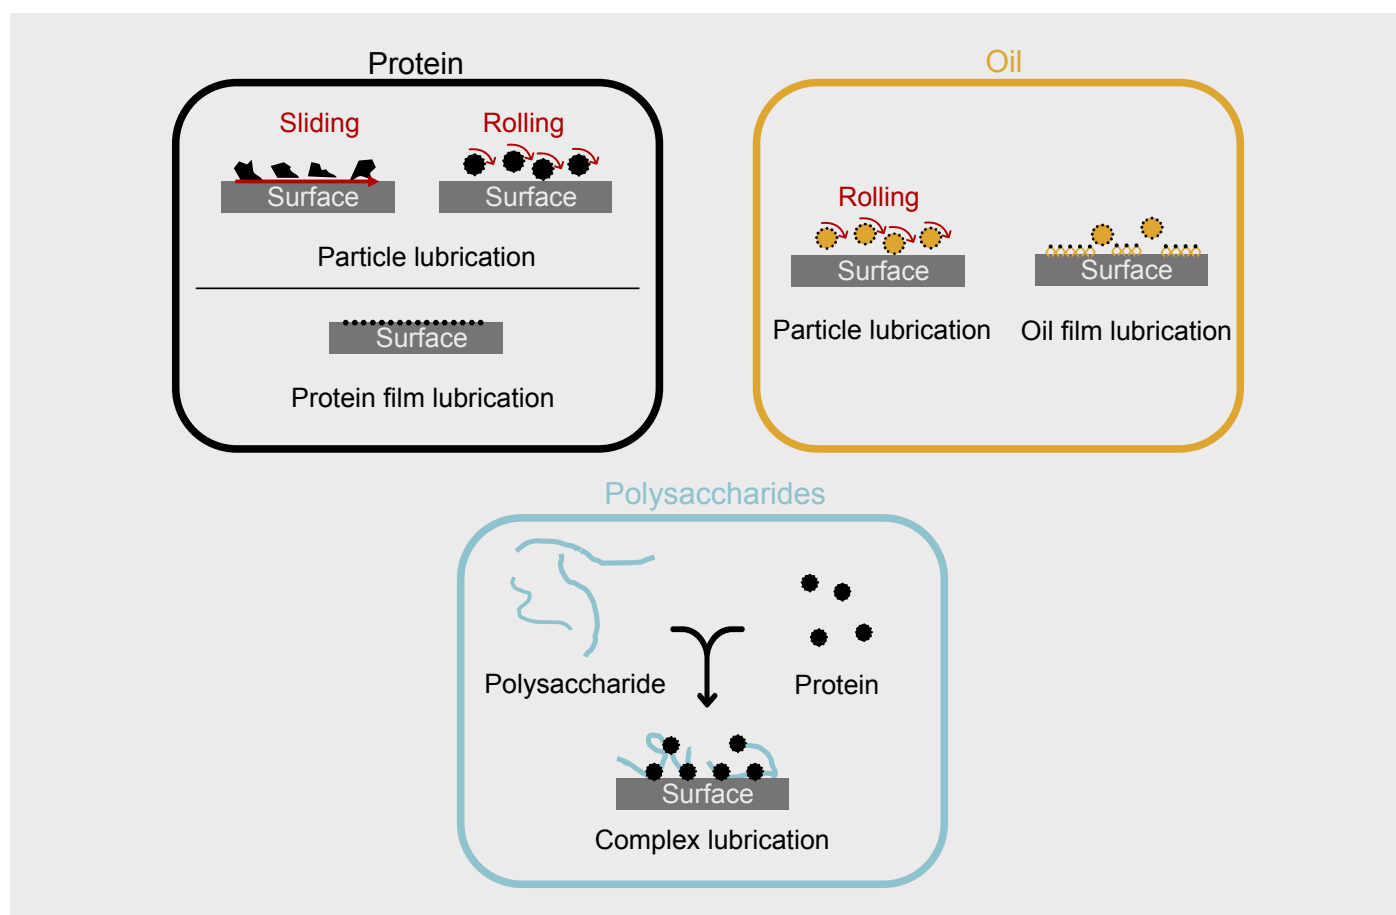 Protein
Sliding
Rolling
Surface
Surface
Particle lubrication
Surface
Protein film lubrication
Oil
Rolling
Surface
Surface
Particle lubrication
Oil film lubrication
Polysaccharides
Polysaccharide
Protein
Surface
Complex lubrication